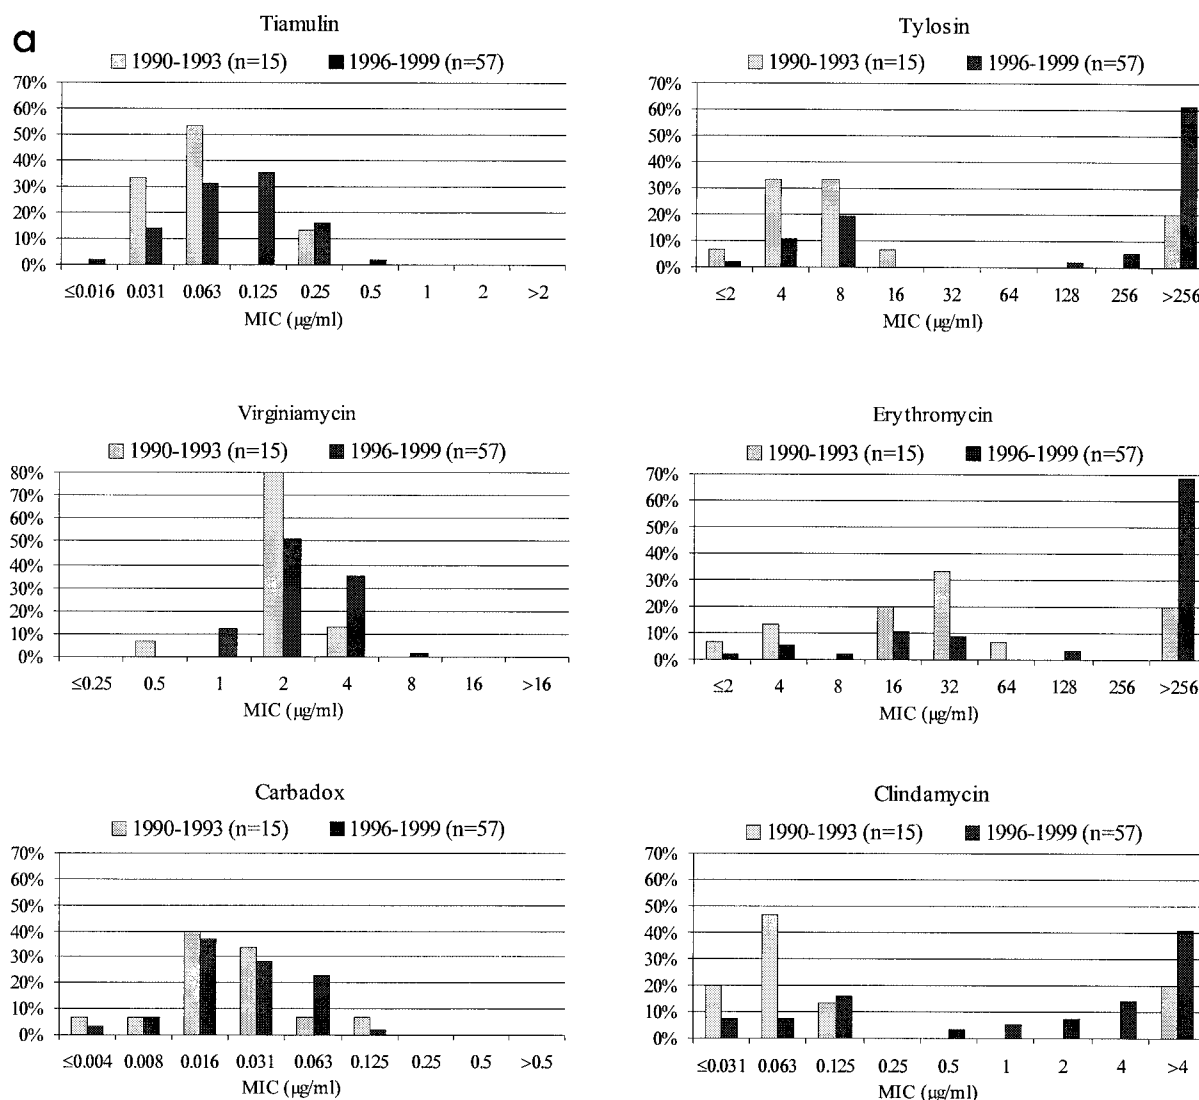 a
Tiamulin
1990-1993 (n=15) 1996-1999 (n=57)
70%
60%
50%
40%
30%
20%
10%
0%
≤0.016 0.031 0.063 0.125 0.25 0.5 1 2 >2
MIC (µg/ml)
Tylosin
1990-1993 (n=15) 1996-1999 (n=57)
70%
60%
50%
40%
30%
20%
10%
0%
≤2 4 8 16 32 64 128 256 >256
MIC (µg/ml)
Virginiamycin
1990-1993 (n=15) 1996-1999 (n=57)
80%
70%
60%
50%
40%
30%
20%
10%
0%
≤0.25 0.5 1 2 4 8 16 >16
MIC (µg/ml)
Erythromycin
1990-1993 (n=15) 1996-1999 (n=57)
70%
60%
50%
40%
30%
20%
10%
0%
≤2 4 8 16 32 64 128 256 >256
MIC (µg/ml)
Carbadox
1990-1993 (n=15) 1996-1999 (n=57)
70%
60%
50%
40%
30%
20%
10%
0%
≤0.004 0.008 0.016 0.031 0.063 0.125 0.25 0.5 >0.5
MIC (µg/ml)
Clindamycin
1990-1993 (n=15) 1996-1999 (n=57)
70%
60%
50%
40%
30%
20%
10%
0%
≤0.031 0.063 0.125 0.25 0.5 1 2 4 >4
MIC (µg/ml)